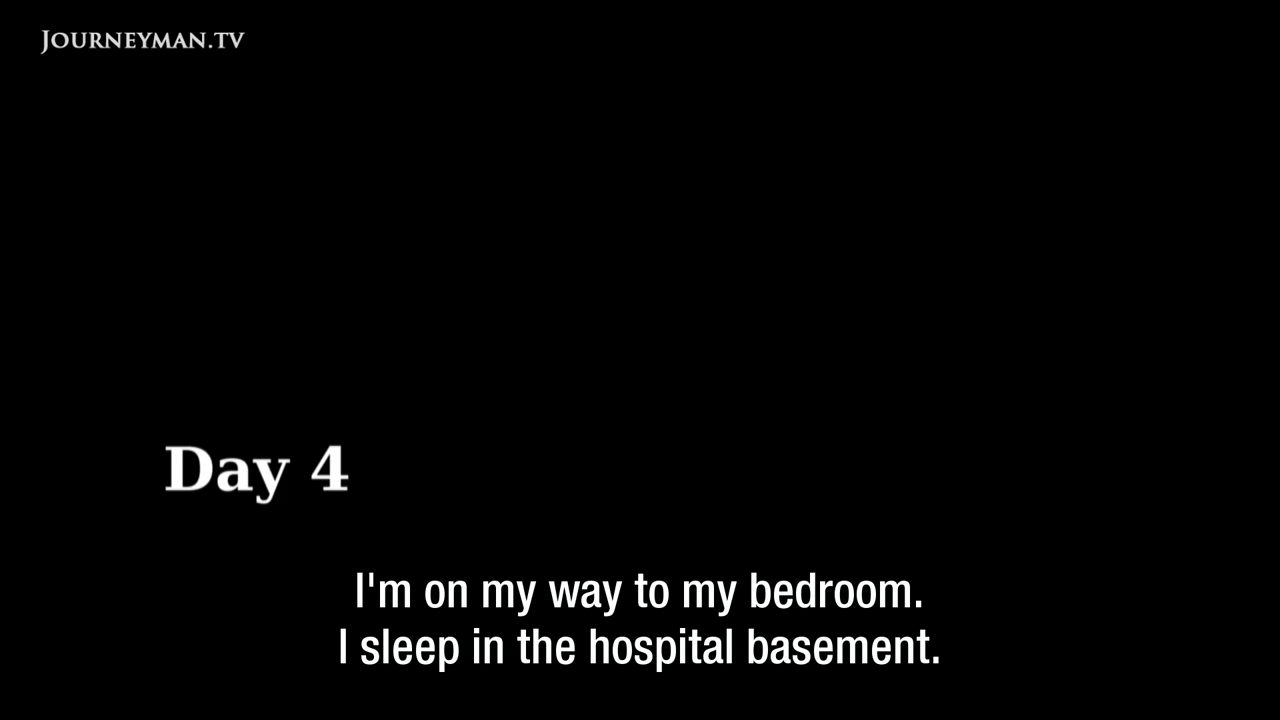 JOURNEYMAN.TV
Day 4
I'm on my way to my bedroom.
I sleep in the hospital basement.